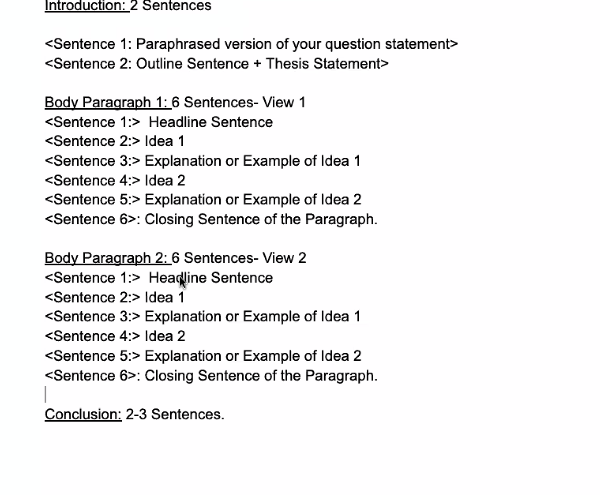 Introduction: 2 Sentences
<Sentence 1: Paraphrased version of your question statement>
<Sentence 2: Outline Sentence + Thesis Statement>
Body Paragraph 1: 6 Sentences- View 1
<Sentence 1:>  Headline Sentence
<Sentence 2:> Idea 1
<Sentence 3:> Explanation or Example of Idea 1
<Sentence 4:> Idea 2
<Sentence 5:> Explanation or Example of Idea 2
<Sentence 6>: Closing Sentence of the Paragraph.
Body Paragraph 2: 6 Sentences- View 2
<Sentence 1:>  Headline Sentence
<Sentence 2:> Idea 1
<Sentence 3:> Explanation or Example of Idea 1
<Sentence 4:> Idea 2
<Sentence 5:> Explanation or Example of Idea 2
<Sentence 6>: Closing Sentence of the Paragraph.
Conclusion: 2-3 Sentences.